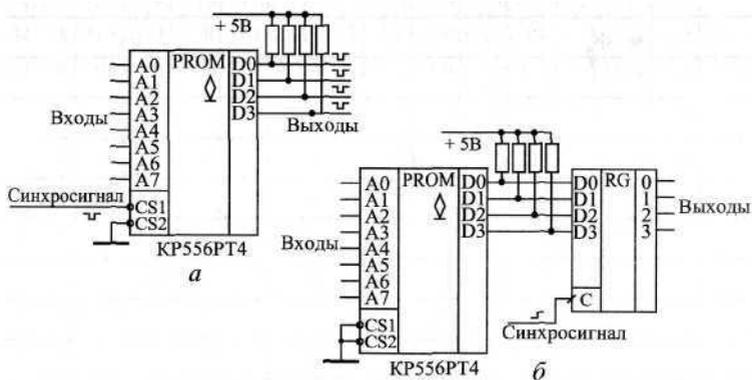 + 5В
PROM
A0
A1
A2
A3
A4
A5
A6
A7
D0
D1
D2
D3
Входы
Выходы
Синхросигнал
CS1
CS2
КР556РТ4
а
+ 5В
PROM
A0
A1
A2
A3
A4
A5
A6
A7
D0
D1
D2
D3
D0
D1
D2
D3
RG
0
1
2
3
Входы
Выходы
CS1
CS2
C
Синхросигнал
КР556РТ4
б